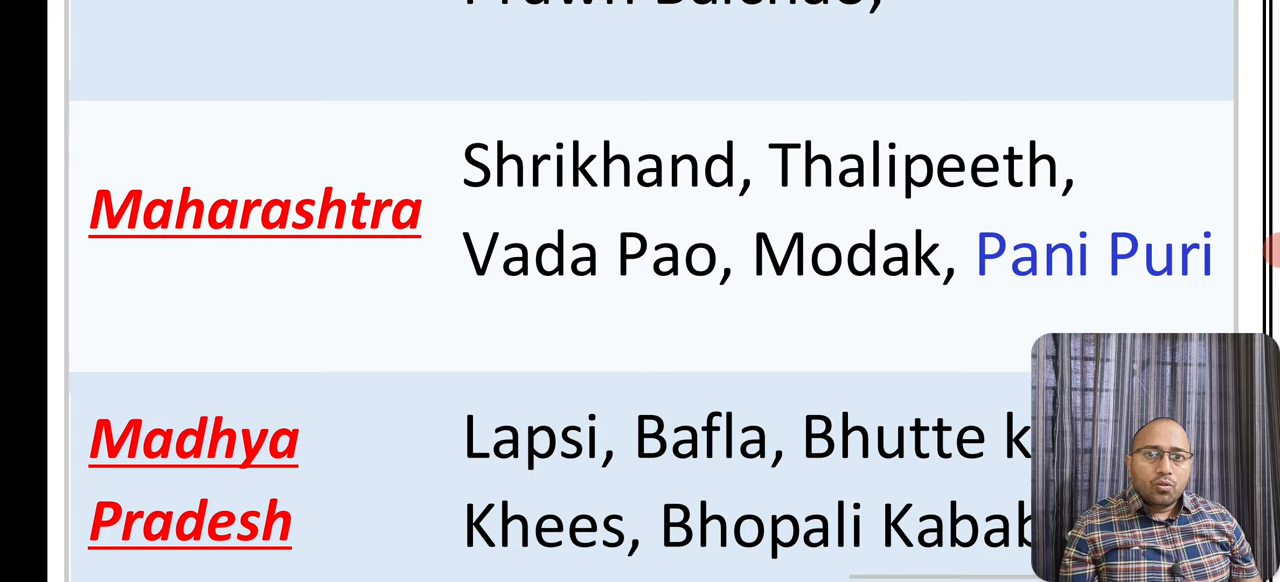 Maharashtra
Shrikhand, Thalipeeth,
Vada Pao, Modak, Pani Puri
Madhya
Pradesh
Lapsi, Bafla, Bhutte
Khees, Bhopali